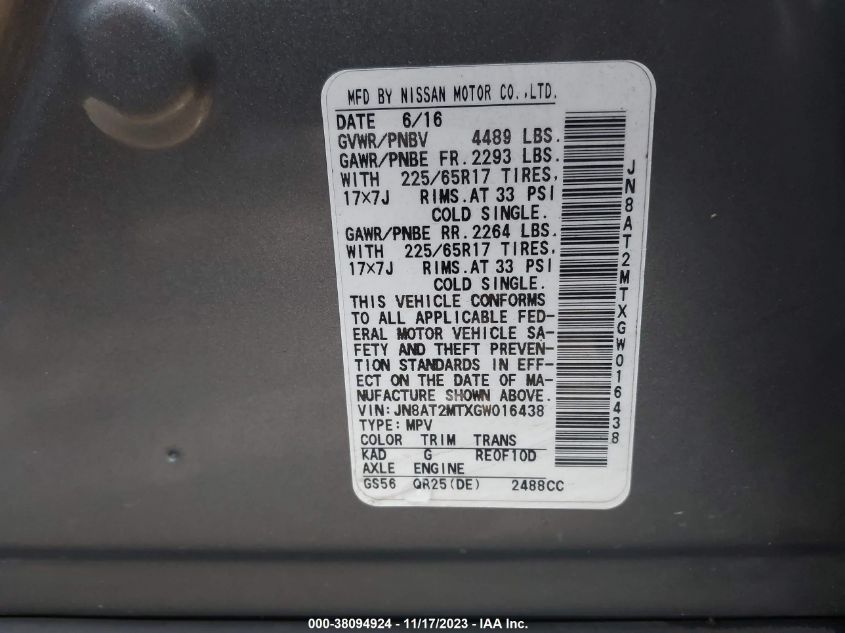 MFD BY NISSAN MOTOR CO.,LTD.
DATE 6/16
GVWR/PNBV 4489 LBS.
GAWR/PNBE FR.2293 LBS.
WITH 225/65R17 TIRES,
17×7J RIMS.AT 33 PSI
COLD SINGLE.
GAWR/PNBE RR.2264 LBS.
WITH 225/65R17 TIRES,
17×7J RIMS.AT 33 PSI
COLD SINGLE.
THIS VEHICLE CONFORMS
TO ALL APPLICABLE FED-
ERAL MOTOR VEHICLE SA-
FETY AND THEFT PREVEN-
TION STANDARDS IN EFF-
ECT ON THE DATE OF MA-
NUFACTURE SHOWN ABOVE.
VIN:JN8AT2MTXGW016438
TYPE:MPV
COLOR TRIM TRANS
KAD G RE0F10D
AXLE ENGINE
GS56 QR25(DE) 2488CC
JN8AT2MTXGW016438
000-38094924 - 11/17/2023 - IAA Inc.